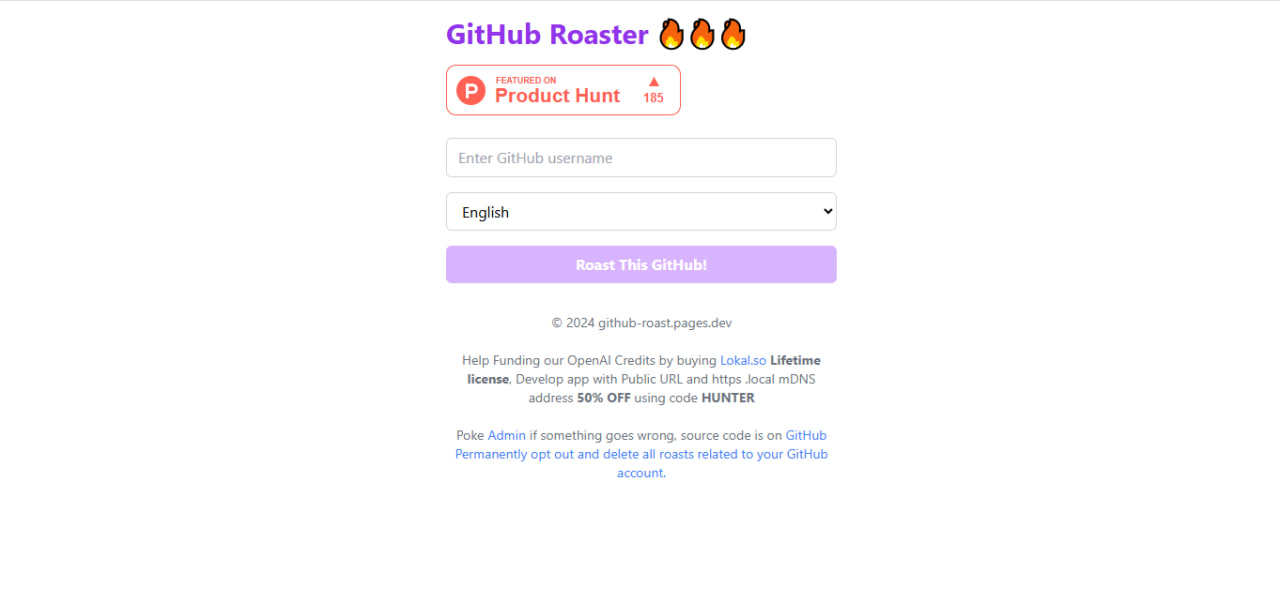 GitHub Roaster 🔥🔥🔥
FEATURED ON
Product Hunt
▲
185
Enter GitHub username
English
Roast This GitHub!
© 2024 github-roast.pages.dev
Help Funding our OpenAI Credits by buying Lokal.so Lifetime
license, Develop app with Public URL and https .local mDNS
address 50% OFF using code HUNTER
Poke Admin if something goes wrong, source code is on GitHub
Permanently opt out and delete all roasts related to your GitHub
account.